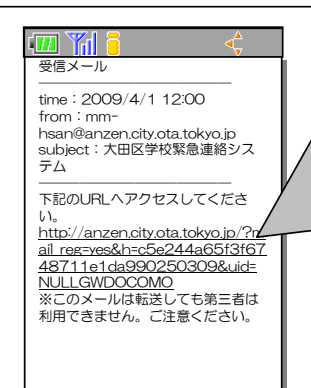 受信メール
time：2009/4/1 12:00
from：mm-
hsan@anzen.city.ota.tokyo.jp
subject：大田区学校緊急連絡シス
テム
下記のURLへアクセスしてくださ
い。
http://anzen.city.ota.tokyo.jp/?m
ail_reg=yes&h=c5e244a65f3f67
48711e1da990250309&uid=
NULLGWDOCOMO
※このメールは転送しても第三者は
利用できません。ご注意ください。